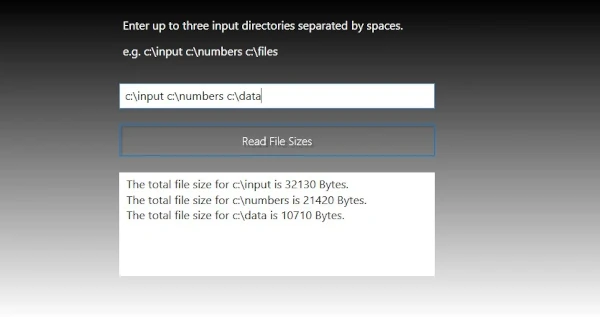 Enter up to three input directories separated by spaces.
e.g. c:\input c:\numbers c:\files
c:\input c:\numbers c:\data
Read File Sizes
The total file size for c:\input is 32130 Bytes.
The total file size for c:\numbers is 21420 Bytes.
The total file size for c:\data is 10710 Bytes.